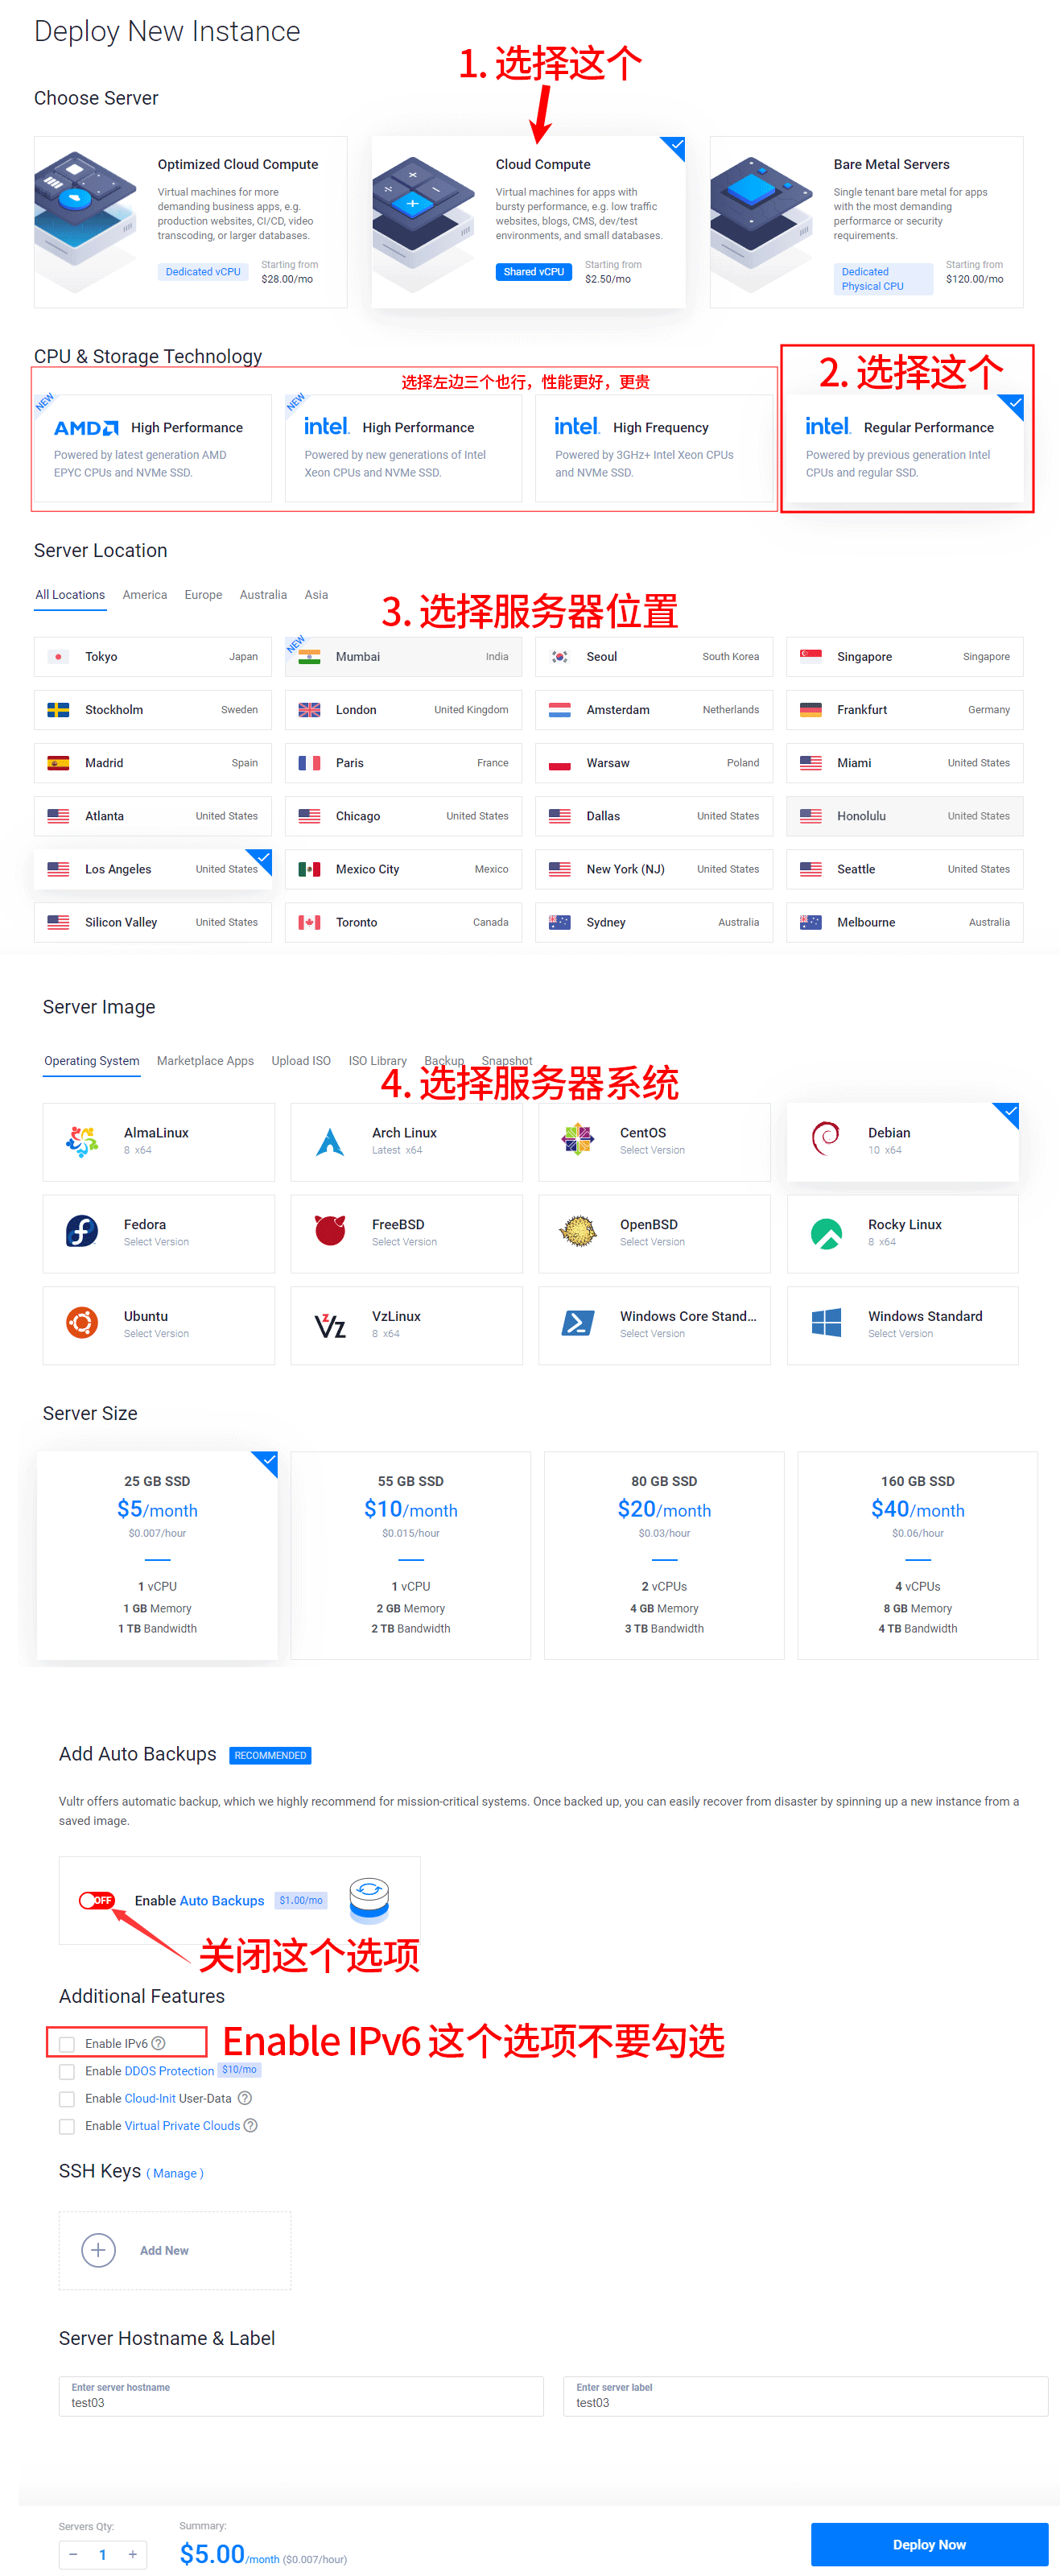 Deploy New Instance
1. 选择这个
Choose Server
Optimized Cloud Compute
Virtual machines for more
demanding business apps, e.g.
production websites, CI/CD, video
transcoding, or larger databases.
Dedicated vCPU
Starting from
$28.00/mo
Cloud Compute
Virtual machines for apps with
bursty performance, e.g. low traffic
websites, blogs, CMS, dev/test
environments, and small databases.
Shared vCPU
Starting from
$2.50/mo
Bare Metal Servers
Single tenant bare metal for apps
with the most demanding
performarce or security
requirements.
Dedicated
Physical CPU
Starting from
$120.00/mo
CPU & Storage Technology
选择左边三个也行，性能更好，更贵
2. 选择这个
NEW
AMD High Performance
Powered by latest generation AMD
EPYC CPUs and NVMe SSD.
NEW
intel. High Performance
Powered by new generations of Intel
Xeon CPUs and NVMe SSD.
intel. High Frequency
Powered by 3GHz+ Intel Xeon CPUs
and NVMe SSD.
intel. Regular Performance
Powered by previous generation Intel
CPUs and regular SSD.
Server Location
All Locations America Europe Australia Asia
3. 选择服务器位置
Tokyo Japan
NEW
Mumbai India
Seoul South Korea
Singapore Singapore
Stockholm Sweden
London United Kingdom
Amsterdam Netherlands
Frankfurt Germany
Madrid Spain
Paris France
Warsaw Poland
Miami United States
Atlanta United States
Chicago United States
Dallas United States
Honolulu United States
Los Angeles United States
Mexico City Mexico
New York (NJ) United States
Seattle United States
Silicon Valley United States
Toronto Canada
Sydney Australia
Melbourne Australia
Server Image
Operating System Marketplace Apps Upload ISO ISO Library Backup Snapshot
4. 选择服务器系统
AlmaLinux
8 x64
Arch Linux
Latest x64
CentOS
Select Version
Debian
10 x64
Fedora
Select Version
FreeBSD
Select Version
OpenBSD
Select Version
Rocky Linux
8 x64
Ubuntu
Select Version
VzLinux
8 x64
Windows Core Stand...
Select Version
Windows Standard
Select Version
Server Size
25 GB SSD
$5/month
$0.007/hour
1 vCPU
1 GB Memory
1 TB Bandwidth
55 GB SSD
$10/month
$0.015/hour
1 vCPU
2 GB Memory
2 TB Bandwidth
80 GB SSD
$20/month
$0.03/hour
2 vCPUs
4 GB Memory
3 TB Bandwidth
160 GB SSD
$40/month
$0.06/hour
4 vCPUs
8 GB Memory
4 TB Bandwidth
Add Auto Backups RECOMMENDED
Vultr offers automatic backup, which we highly recommend for mission-critical systems. Once backed up, you can easily recover from disaster by spinning up a new instance from a
saved image.
OFF Enable Auto Backups $1.00/mo
关闭这个选项
Additional Features
Enable IPv6 ?
Enable IPv6 这个选项不要勾选
Enable DDOS Protection $10/mo
Enable Cloud-Init User-Data ?
Enable Virtual Private Clouds ?
SSH Keys ( Manage )
+ Add New
Server Hostname & Label
Enter server hostname
test03
Enter server label
test03
Servers Qty:
− 1 +
Summary:
$5.00/month ($0.007/hour)
Deploy Now